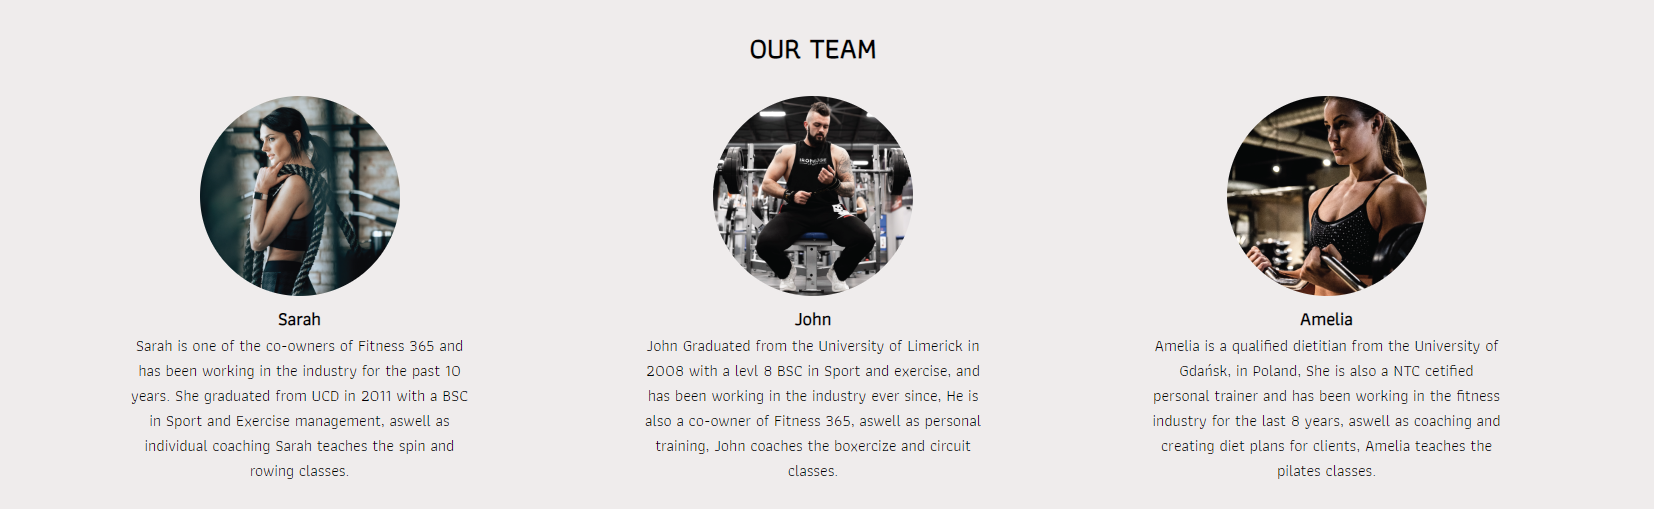 OUR TEAM
Sarah
Sarah is one of the co-owners of Fitness 365 and
has been working in the industry for the past 10
years. She graduated from UCD in 2011 with a BSC
in Sport and Exercise management, aswell as
individual coaching Sarah teaches the spin and
rowing classes.
John
John Graduated from the University of Limerick in
2008 with a levl 8 BSC in Sport and exercise, and
has been working in the industry ever since, He is
also a co-owner of Fitness 365, aswell as personal
training, John coaches the boxercize and circuit
classes.
Amelia
Amelia is a qualified dietitian from the University of
Gdańsk, in Poland, She is also a NTC cetified
personal trainer and has been working in the fitness
industry for the last 8 years, aswell as coaching and
creating diet plans for clients, Amelia teaches the
pilates classes.